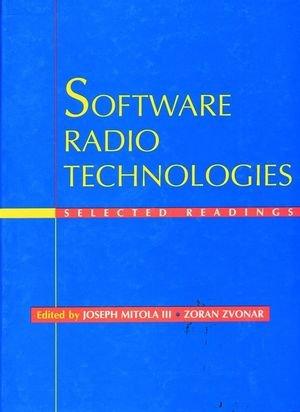 SOFTWARE
RADIO
TECHNOLOGIES
SELECTED READINGS
Edited by JOSEPH MITOLA III • ZORAN ZVONAR